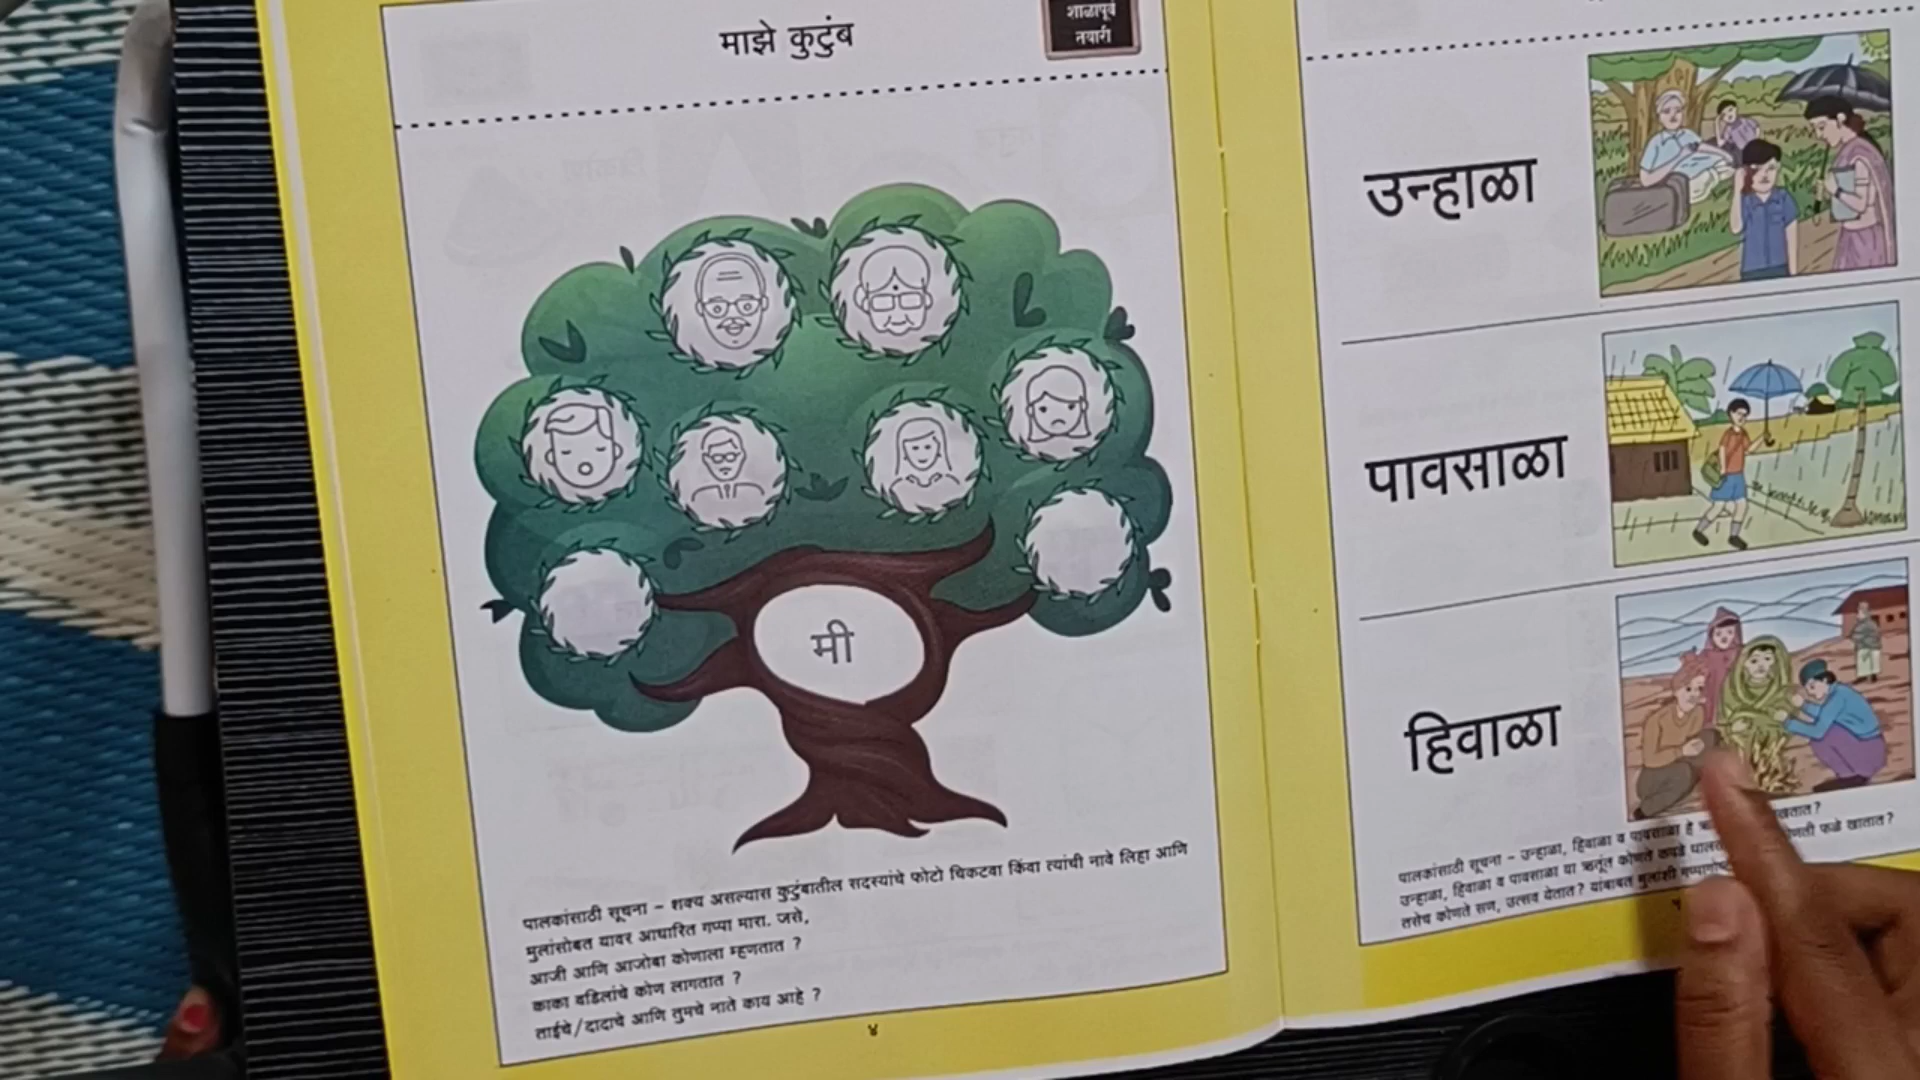 माझे कुटुंब
शाळापूर्व
तयारी
मी
पालकांसाठी सूचना – शक्य असल्यास कुटुंबातील सदस्यांचे फोटो चिकटवा किंवा त्यांची नावे लिहा आणि
मुलांसोबत यावर आधारित गप्पा मारा. जसे,
आजी आणि आजोबा कोणाला म्हणतात ?
काका वडिलांचे कोण लागतात ?
ताईचे/दादाचे आणि तुमचे नाते काय आहे ?
४
उन्हाळा
पावसाळा
हिवाळा
पालकांसाठी सूचना – उन्हाळा, हिवाळा व पावसाळा हे
उन्हाळा, हिवाळा व पावसाळा या ऋतूंत कोणते कपडे फळे खातात?
तसेच कोणते सण, उत्सव येतात? यांबाबत मुलांशी